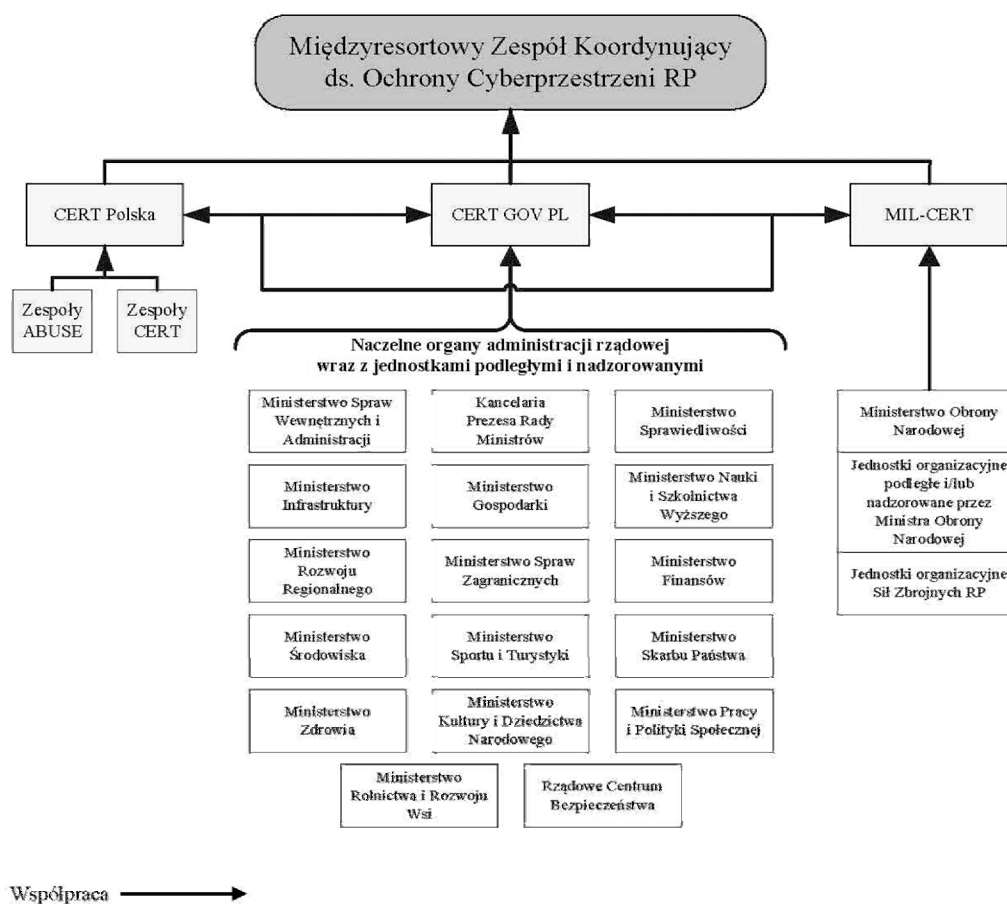 Międzyresortowy Zespół Koordynujący
ds. Ochrony Cyberprzestrzeni RP
CERT Polska
CERT GOV PL
MIL-CERT
Zespoły
ABUSE
Zespoły
CERT
Naczelne organy administracji rządowej
wraz z jednostkami podległymi i nadzorowanymi
Ministerstwo Spraw
Wewnętrznych i
Administracji
Kancelaria
Prezesa Rady
Ministrów
Ministerstwo
Sprawiedliwości
Ministerstwo
Infrastruktury
Ministerstwo
Gospodarki
Ministerstwo Nauki
i Szkolnictwa
Wyższego
Ministerstwo
Rozwoju
Regionalnego
Ministerstwo Spraw
Zagranicznych
Ministerstwo
Finansów
Ministerstwo
Środowiska
Ministerstwo
Sportu i Turystyki
Ministerstwo
Skarbu Państwa
Ministerstwo
Zdrowia
Ministerstwo
Kultury i Dziedzictwa
Narodowego
Ministerstwo Pracy
i Polityki Społecznej
Ministerstwo
Rolnictwa i Rozwoju
Wsi
Rządowe Centrum
Bezpieczeństwa
Ministerstwo Obrony
Narodowej
Jednostki organizacyjne
podległe i/lub
nadzorowane przez
Ministra Obrony
Narodowej
Jednostki organizacyjne
Sił Zbrojnych RP
Współpraca